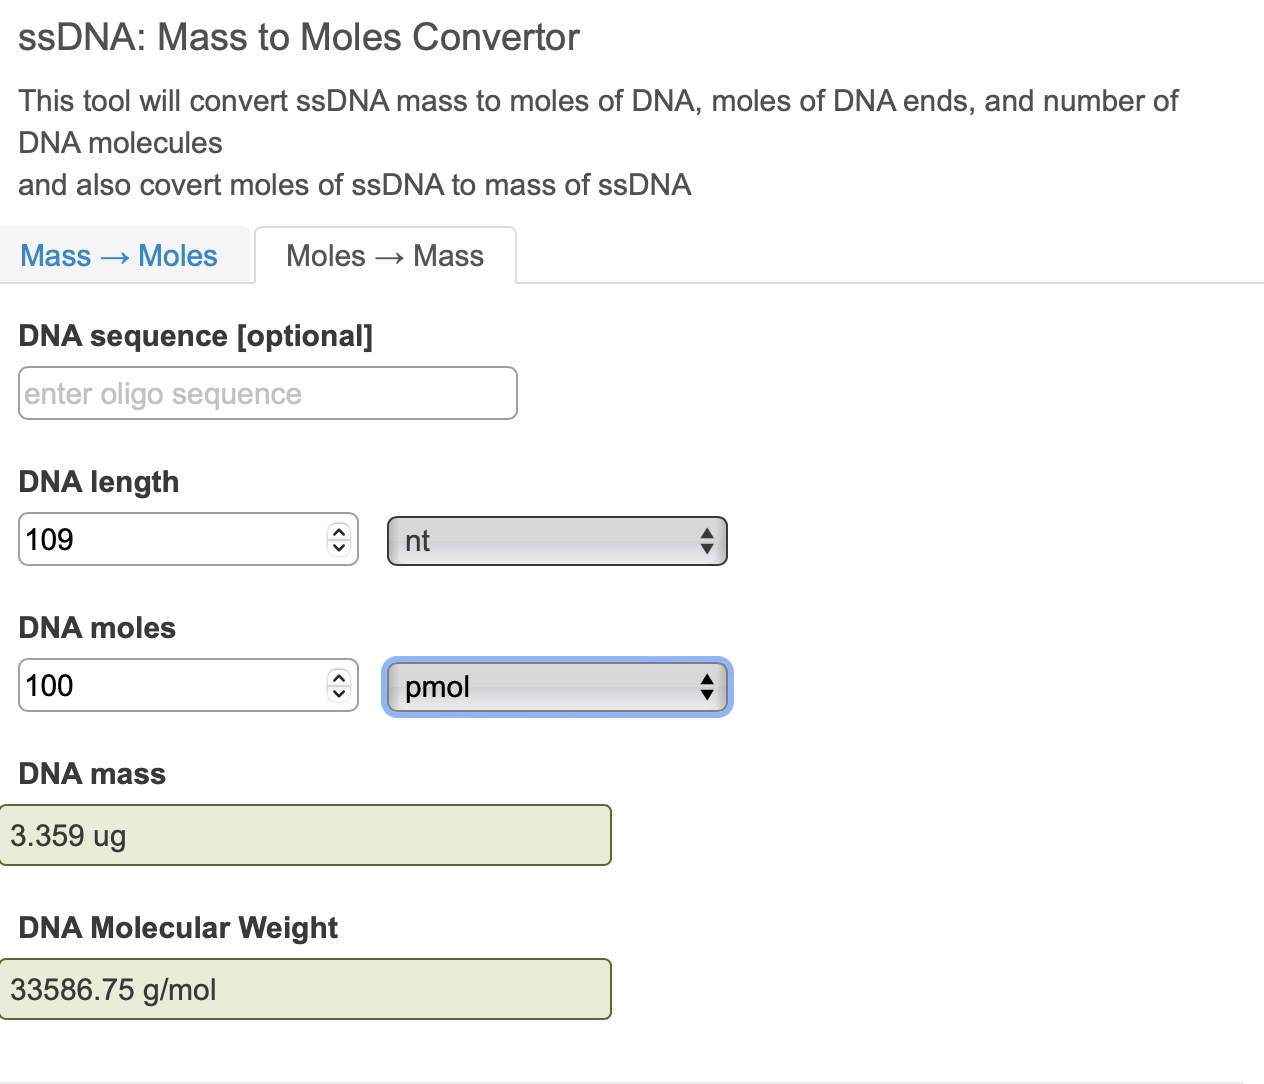 ssDNA: Mass to Moles Convertor
This tool will convert ssDNA mass to moles of DNA, moles of DNA ends, and number of
DNA molecules
and also covert moles of ssDNA to mass of ssDNA
Mass → Moles
Moles → Mass
DNA sequence [optional]
enter oligo sequence
DNA length
109
nt
DNA moles
100
pmol
DNA mass
3.359 ug
DNA Molecular Weight
33586.75 g/mol